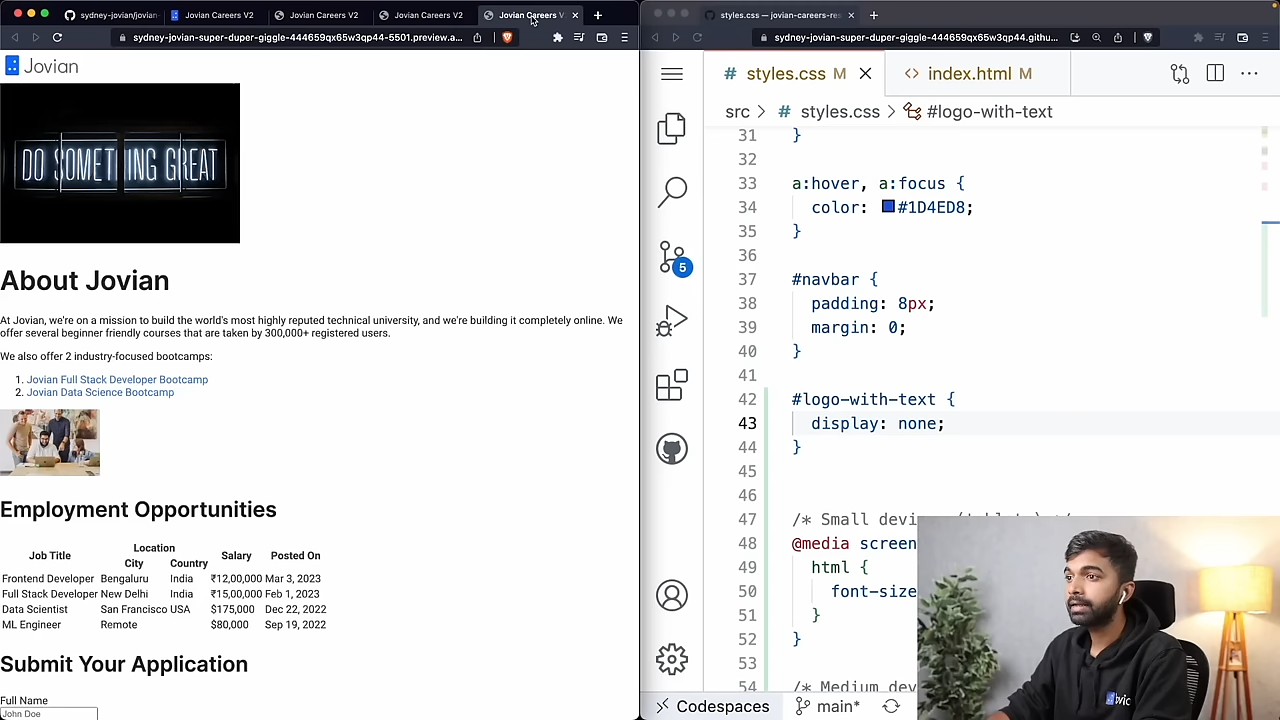 sydney/jovian/jovian-
Jovian Careers V2
Jovian Careers V2
Jovian Careers V2
Jovian Careers V
sydney-jovian-super-duper-giggle-444659qx65w3qp44-5501.preview.a...
Jovian
DO SOMETHING GREAT
About Jovian
At Jovian, we're on a mission to build the world's most highly reputed technical university, and we're building it completely online. We
offer several beginner friendly courses that are taken by 300,000+ registered users.
We also offer 2 industry-focused bootcamps:
1. Jovian Full Stack Developer Bootcamp
2. Jovian Data Science Bootcamp
Employment Opportunities
Job Title Location Salary Posted On
City Country
Frontend Developer Bengaluru India ₹12,00,000 Mar 3, 2023
Full Stack Developer New Delhi India ₹15,00,000 Feb 1, 2023
Data Scientist San Francisco USA $175,000 Dec 22, 2022
ML Engineer Remote $80,000 Sep 19, 2022
Submit Your Application
Full Name
John Doe
styles.css — jovian-careers-res
sydney-jovian-super-duper-giggle-444659qx65w3qp44.githu...
# styles.css M
<> index.html M
src > # styles.css > #logo-with-text
5
31 }
32
33 a:hover, a:focus {
34 color: #1D4ED8;
35 }
36
37 #navbar {
38 padding: 8px;
39 margin: 0;
40 }
41
42 #logo-with-text {
43 display: none;
44 }
45
46
47 /* Small devi
48 @media screen
49 html {
50 font-size
51 }
52 }
53
54 /* Medium dev
Codespaces main*